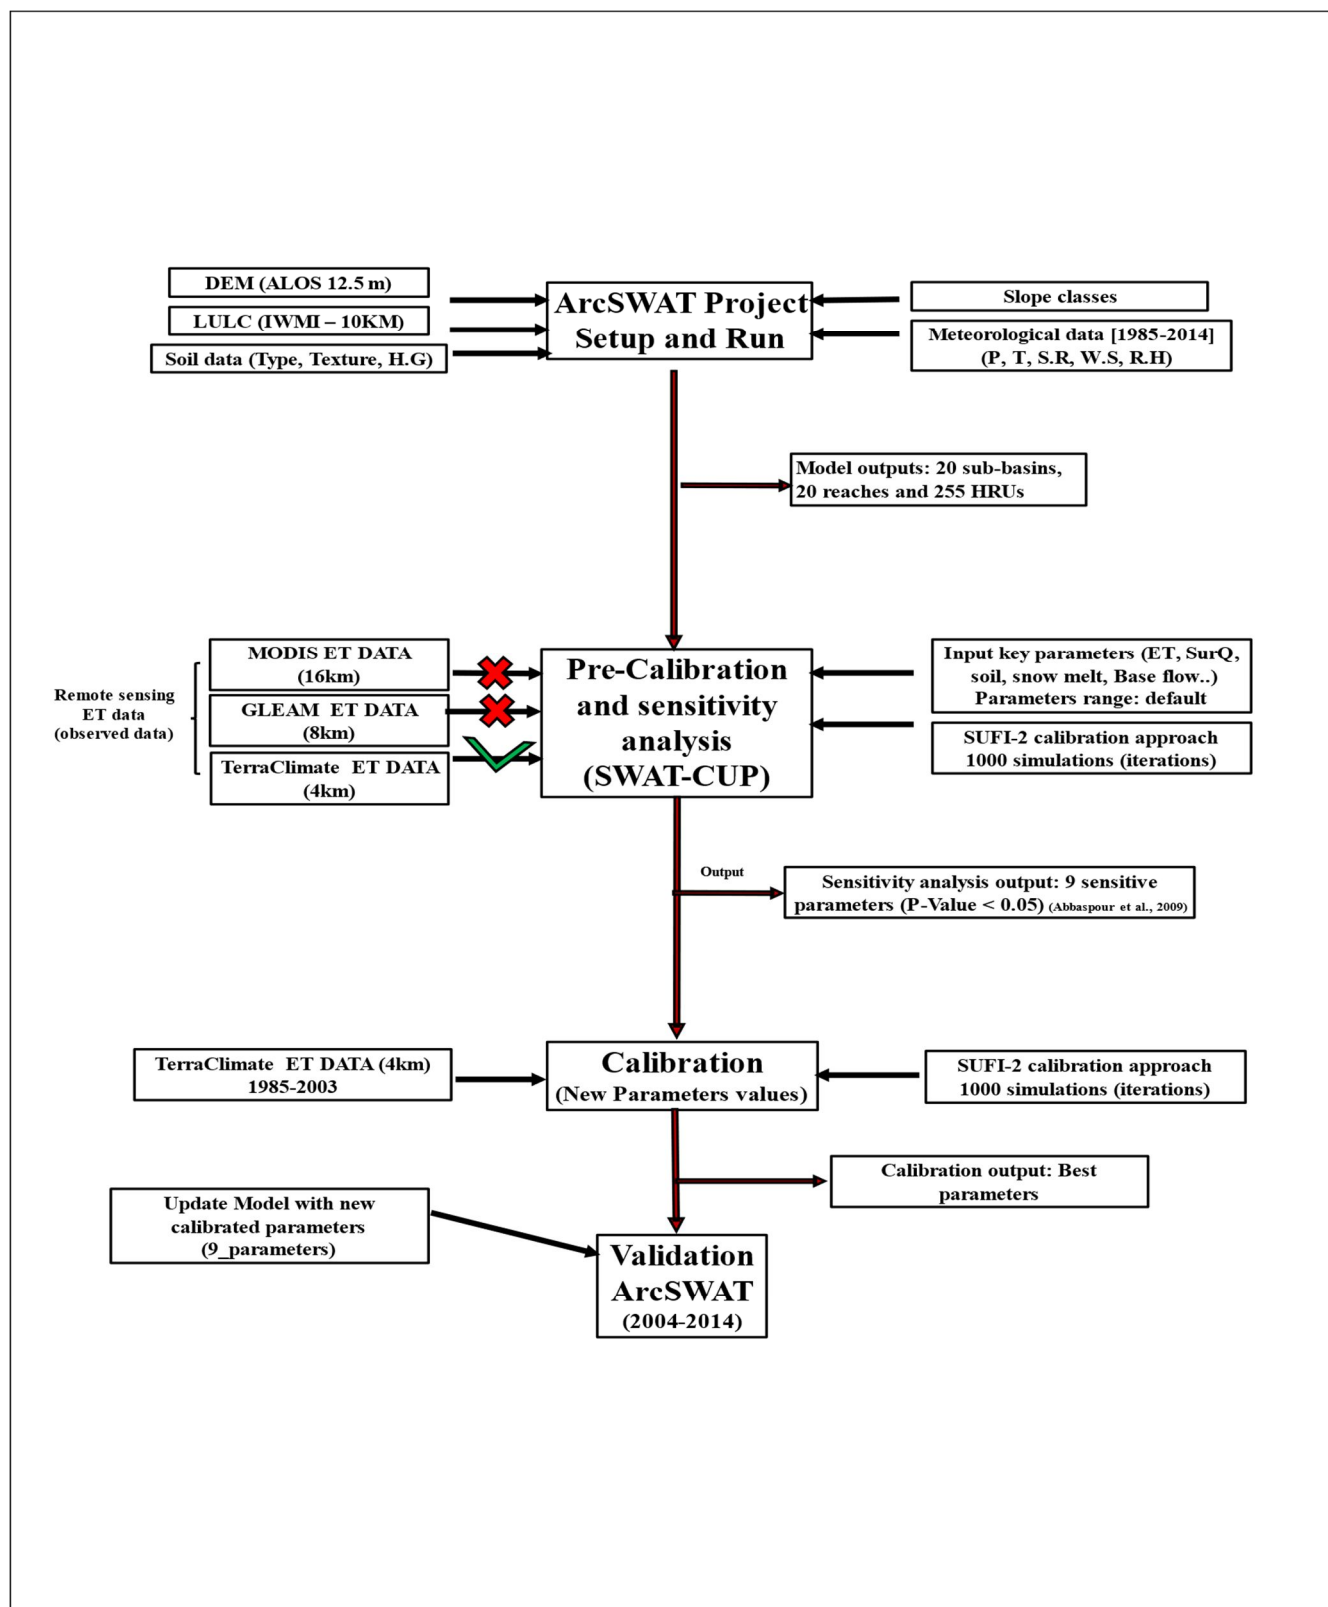 DEM (ALOS 12.5 m)
LULC (IWMI – 10KM)
Soil data (Type, Texture, H.G)
ArcSWAT Project
Setup and Run
Slope classes
Meteorological data [1985-2014]
(P, T, S.R, W.S, R.H)
Model outputs: 20 sub-basins,
20 reaches and 255 HRUs
Remote sensing
ET data
(observed data)
MODIS ET DATA
(16km)
GLEAM ET DATA
(8km)
TerraClimate ET DATA
(4km)
Pre-Calibration
and sensitivity
analysis
(SWAT-CUP)
Input key parameters (ET, SurQ,
soil, snow melt, Base flow..)
Parameters range: default
SUFI-2 calibration approach
1000 simulations (iterations)
Output
Sensitivity analysis output: 9 sensitive
parameters (P-Value < 0.05) (Abbaspour et al., 2009)
TerraClimate ET DATA (4km)
1985-2003
Calibration
(New Parameters values)
SUFI-2 calibration approach
1000 simulations (iterations)
Calibration output: Best
parameters
Update Model with new
calibrated parameters
(9_parameters)
Validation
ArcSWAT
(2004-2014)